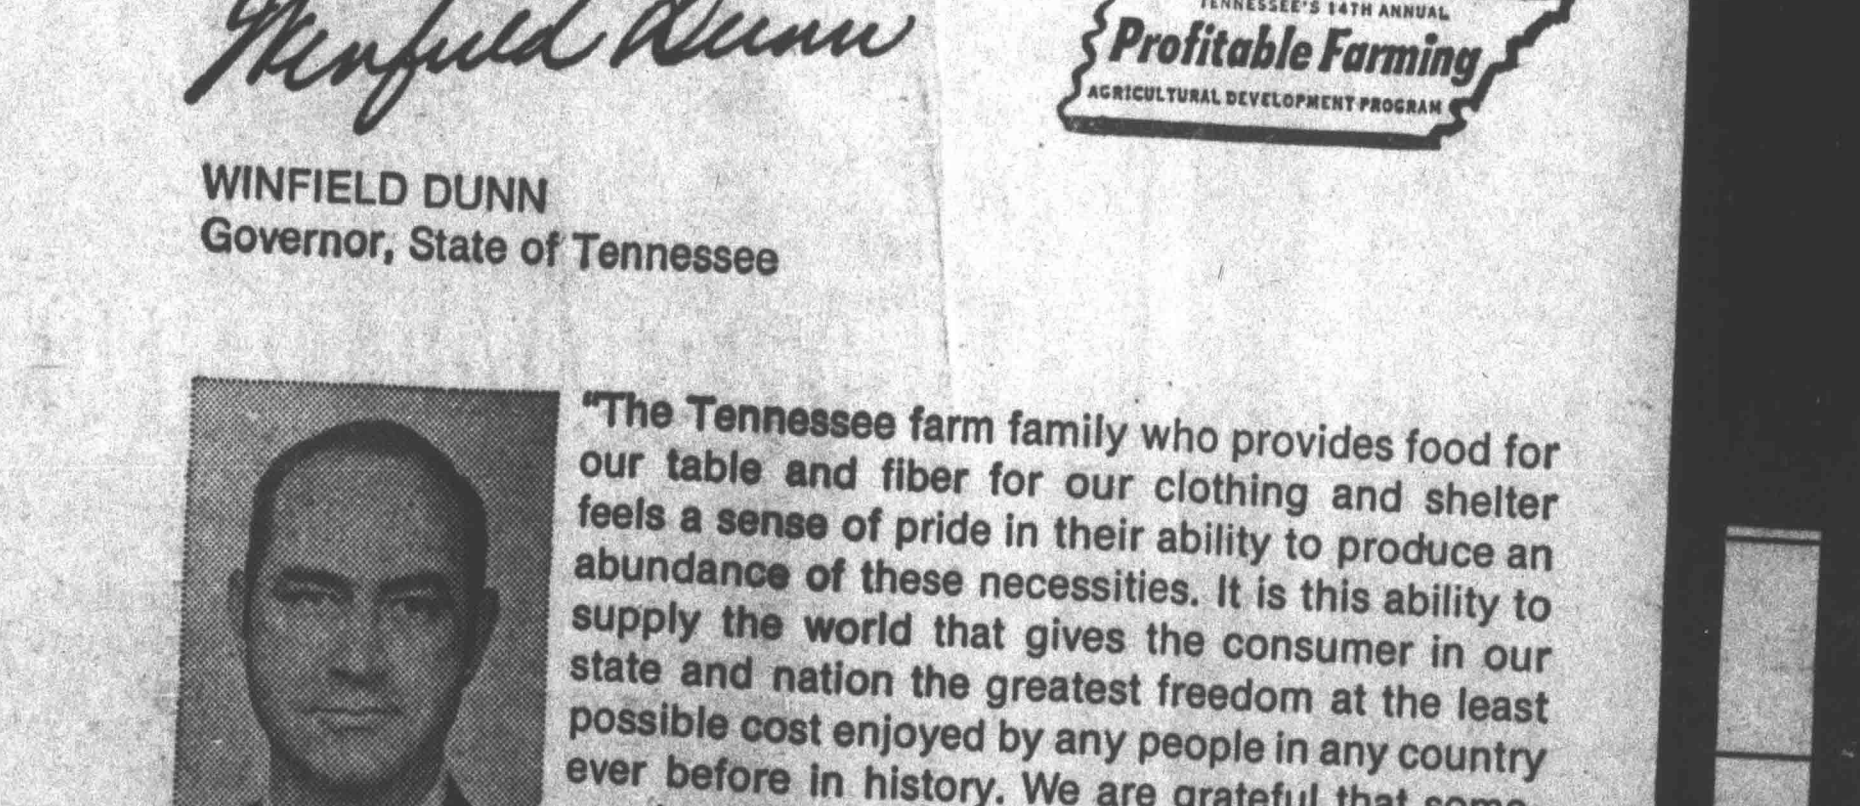 Winfield Dunn
TENNESSEE'S 14TH ANNUAL
Profitable Farming
AGRICULTURAL DEVELOPMENT PROGRAM
WINFIELD DUNN
Governor, State of Tennessee
"The Tennessee farm family who provides food for
our table and fiber for our clothing and shelter
feels a sense of pride in their ability to produce an
abundance of these necessities. It is this ability to
supply the world that gives the consumer in our
state and nation the greatest freedom at the least
possible cost enjoyed by any people in any country
ever before in history. We are grateful that some-